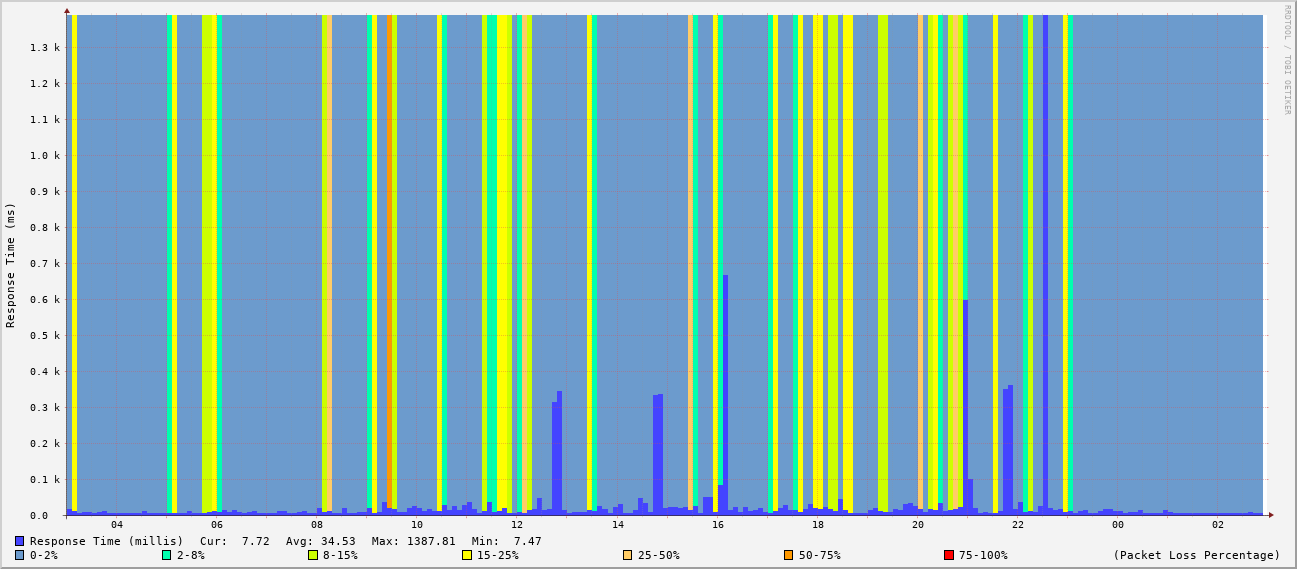 RRDTOOL / TOBI OETIKER
Response Time (ms)
1.3 k
1.2 k
1.1 k
1.0 k
0.9 k
0.8 k
0.7 k
0.6 k
0.5 k
0.4 k
0.3 k
0.2 k
0.1 k
0.0
04 06 08 10 12 14 16 18 20 22 00 02
Response Time (millis) Cur: 7.72 Avg: 34.53 Max: 1387.81 Min: 7.47
0-2% 2-8% 8-15% 15-25% 25-50% 50-75% 75-100% (Packet Loss Percentage)